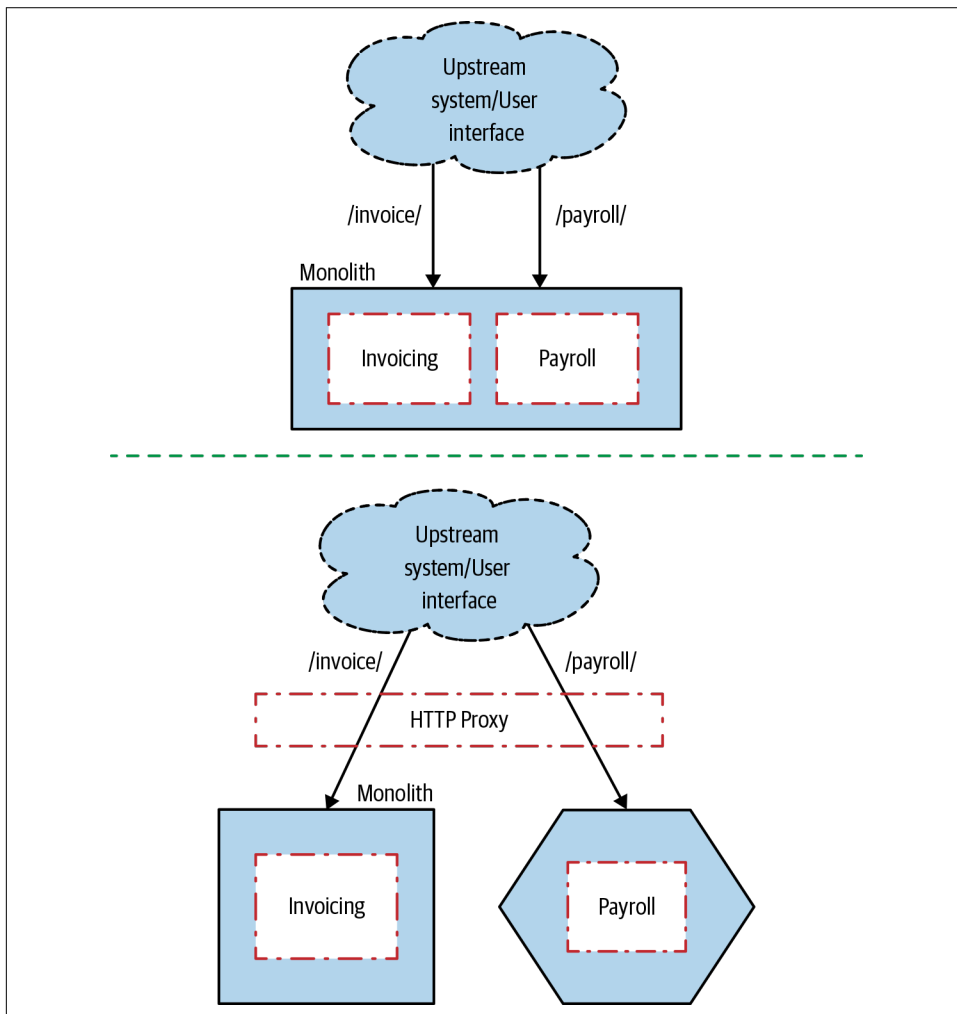 Upstream
system/User
interface
/invoice/
/payroll/
Monolith
Invoicing
Payroll
Upstream
system/User
interface
/invoice/
/payroll/
HTTP Proxy
Monolith
Invoicing
Payroll